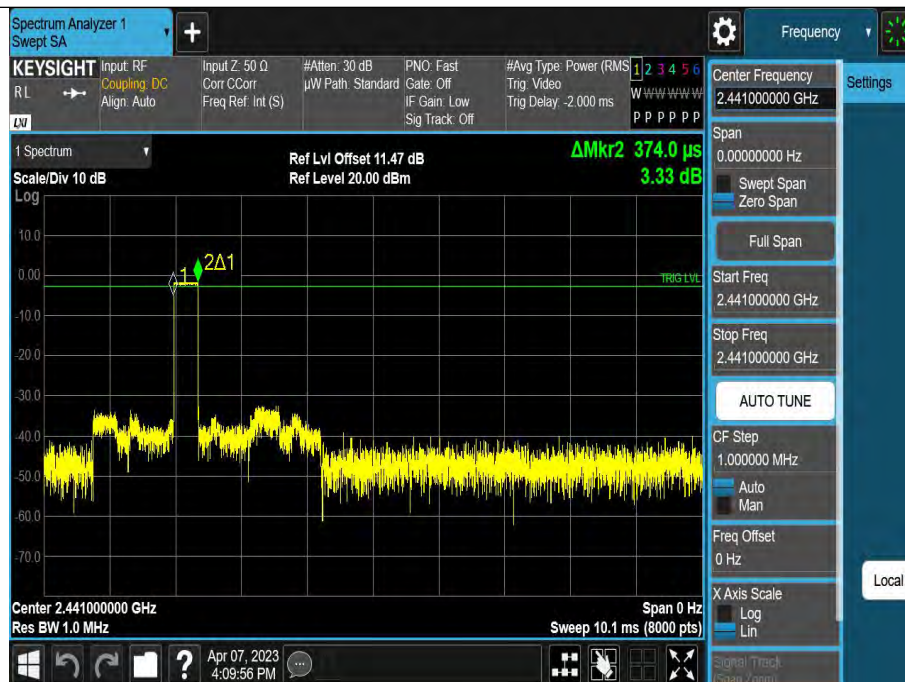 Spectrum Analyzer 1
Swept SA
+
Frequency
KEYSIGHT
RL
LXI
Input: RF
Coupling: DC
Align: Auto
Input Z: 50 Ω
Corr CCorr
Freq Ref: Int (S)
#Atten: 30 dB
µW Path: Standard
PNO: Fast
Gate: Off
IF Gain: Low
Sig Track: Off
#Avg Type: Power (RMS
Trig: Video
Trig Delay: -2.000 ms
1 2 3 4 5 6
W W W W W W
P P P P P P
1 Spectrum
Scale/Div 10 dB
Log
Ref Lvl Offset 11.47 dB
Ref Level 20.00 dBm
ΔMkr2 374.0 µs
3.33 dB
10.0
0.00
-10.0
-20.0
-30.0
-40.0
-50.0
-60.0
-70.0
1
2Δ1
TRIG LVL
Center 2.441000000 GHz
Res BW 1.0 MHz
Span 0 Hz
Sweep 10.1 ms (8000 pts)
Center Frequency
2.441000000 GHz
Span
0.00000000 Hz
Swept Span
Zero Span
Full Span
Start Freq
2.441000000 GHz
Stop Freq
2.441000000 GHz
AUTO TUNE
CF Step
1.000000 MHz
Auto
Man
Freq Offset
0 Hz
X Axis Scale
Log
Lin
Signal Track
(Span Zoom)
Settings
Local
?
Apr 07, 2023
4:09:56 PM